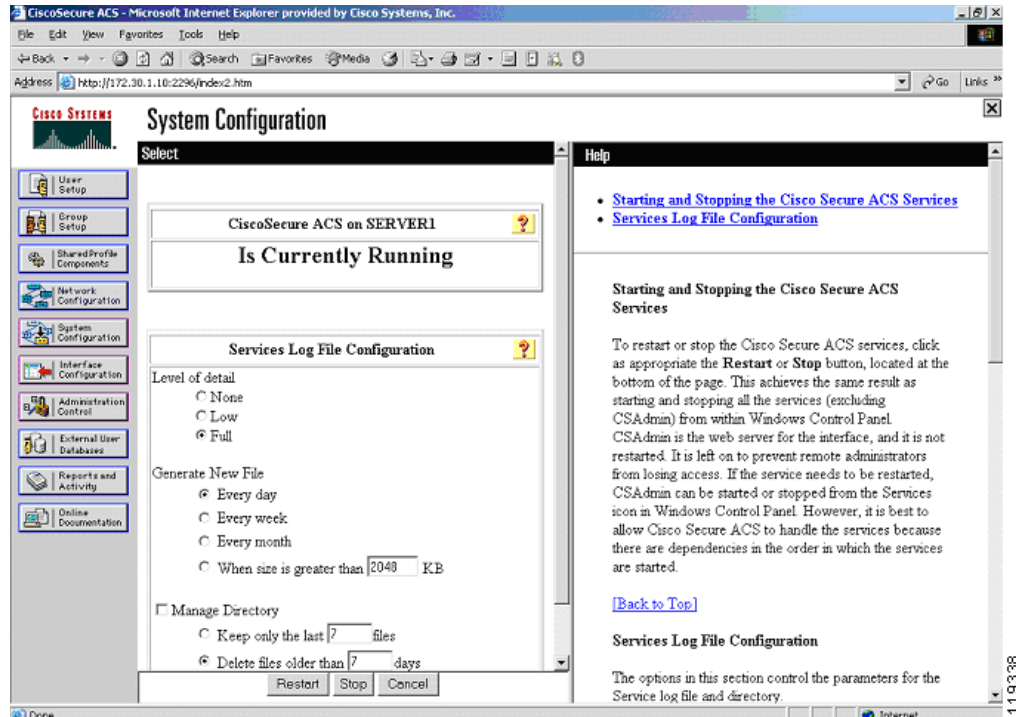 CiscoSecure ACS - Microsoft Internet Explorer provided by Cisco Systems, Inc.
File Edit View Favorites Tools Help
Back Search Favorites Media
Address http://172.30.1.10:2296/index2.htm Go Links »
CISCO SYSTEMS
System Configuration
Select
User Setup
Group Setup
Shared Profile Components
Network Configuration
System Configuration
Interface Configuration
Administration Control
External User Databases
Reports and Activity
Online Documentation
CiscoSecure ACS on SERVER1 ?
Is Currently Running
Services Log File Configuration ?
Level of detail
None
Low
Full
Generate New File
Every day
Every week
Every month
When size is greater than 2048 KB
Manage Directory
Keep only the last 7 files
Delete files older than 7 days
Restart Stop Cancel
Help
• Starting and Stopping the Cisco Secure ACS Services
• Services Log File Configuration
Starting and Stopping the Cisco Secure ACS
Services
To restart or stop the Cisco Secure ACS services, click
as appropriate the Restart or Stop button, located at the
bottom of the page. This achieves the same result as
starting and stopping all the services (excluding
CSAdmin) from within Windows Control Panel.
CSAdmin is the web server for the interface, and it is not
restarted. It is left on to prevent remote administrators
from losing access. If the service needs to be restarted,
CSAdmin can be started or stopped from the Services
icon in Windows Control Panel. However, it is best to
allow Cisco Secure ACS to handle the services because
there are dependencies in the order in which the services
are started.
[Back to Top]
Services Log File Configuration
The options in this section control the parameters for the
Service log file and directory.
Done Internet
119338